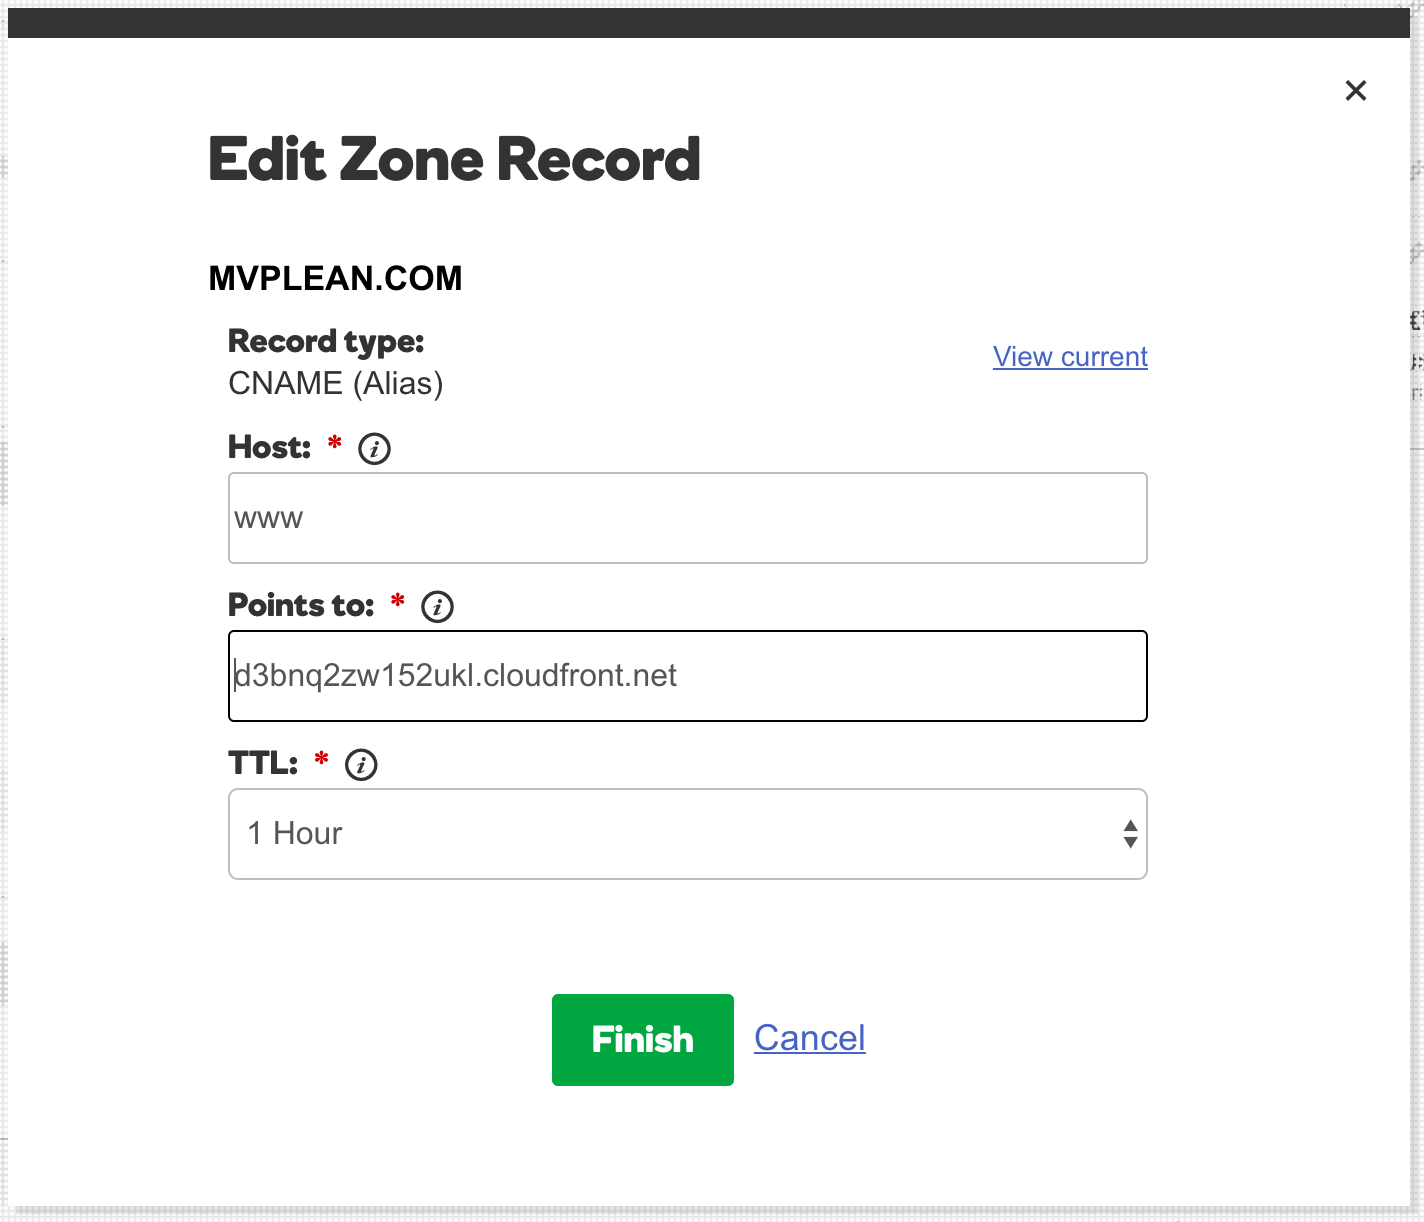 Edit Zone Record
MVPLEAN.COM
Record type:
View current
CNAME (Alias)
Host: *
www
Points to: *
d3bnq2zw152ukl.cloudfront.net
TTL: *
1 Hour
Finish Cancel